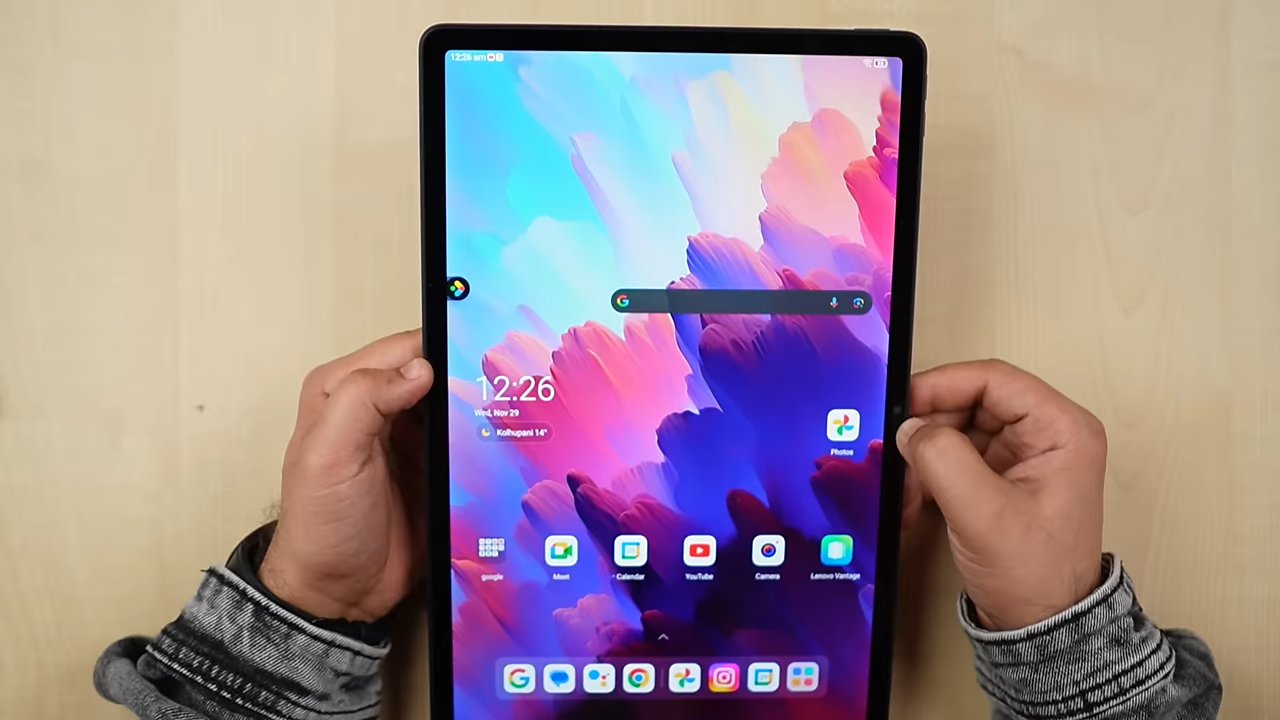 12:26 am
12:26
Wed, Nov 29
Kolhupani 14°
Photos
google
Meet
Calendar
YouTube
Camera
Lenovo Vantage